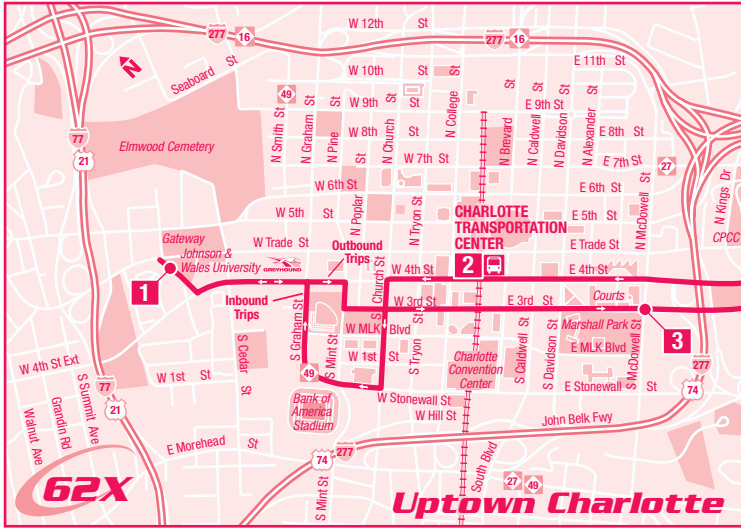 W 12th St
277
16
277
16
N
Seaboard St
W 10th St
E 11th St
49
W 9th St
E 9th St
N Smith St
N Graham St
N Pine St
N Church St
N College St
N Brevard St
N Caldwell St
N Davidson St
N Alexander St
77
21
Elmwood Cemetery
W 8th St
E 8th St
W 7th St
E 7th St
27
W 6th St
E 6th St
N Poplar St
N Tryon St
N McDowell St
N Kings Dr
W 5th St
CHARLOTTE
TRANSPORTATION
CENTER
E 5th St
Gateway
Johnson &
Wales University
W Trade St
GREYHOUND
Outbound
Trips
E Trade St
CPCC
1
2
W 4th St
E 4th St
Inbound
Trips
S Church St
W 3rd St
E 3rd St
Courts
3
S Graham St
S Mint St
W MLK Blvd
Marshall Park
E MLK Blvd
S Cedar St
W 1st St
S Tryon St
Charlotte
Convention
Center
S Caldwell St
S Davidson St
S McDowell St
W 4th St Ext
W 1st St
49
E Stonewall St
277
74
77
21
Bank of
America
Stadium
W Stonewall St
W Hill St
John Belk Fwy
Walnut Ave
Grandin Rd
S Summit Ave
E Morehead St
74
277
South Blvd
27
49
S Mint St
62X
Uptown Charlotte